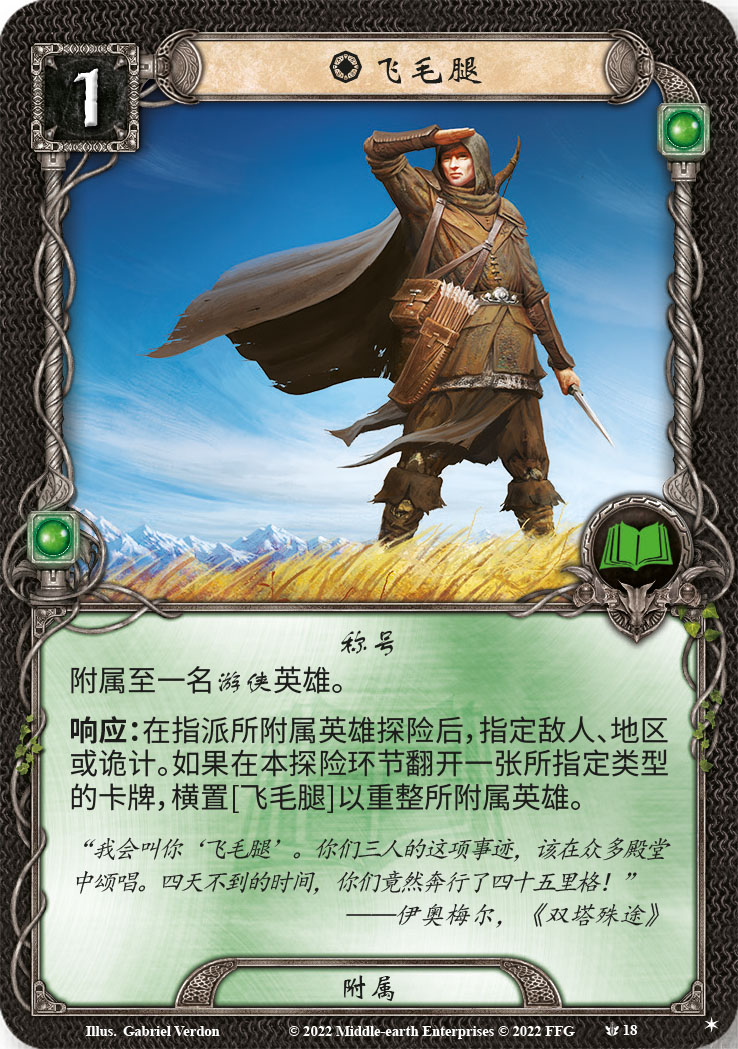 1
飞毛腿
称号
附属至一名游侠英雄。
响应：在指派所附属英雄探险后，指定敌人、地区
或诡计。如果在本探险环节翻开一张所指定类型
的卡牌，横置[飞毛腿]以重整所附属英雄。
“我会叫你‘飞毛腿’。你们三人的这项事迹，该在众多殿堂
中颂唱。四天不到的时间，你们竟然奔行了四十五里格！”
——伊奥梅尔，《双塔殊途》
附属
Illus. Gabriel Verdon © 2022 Middle-earth Enterprises © 2022 FFG 18